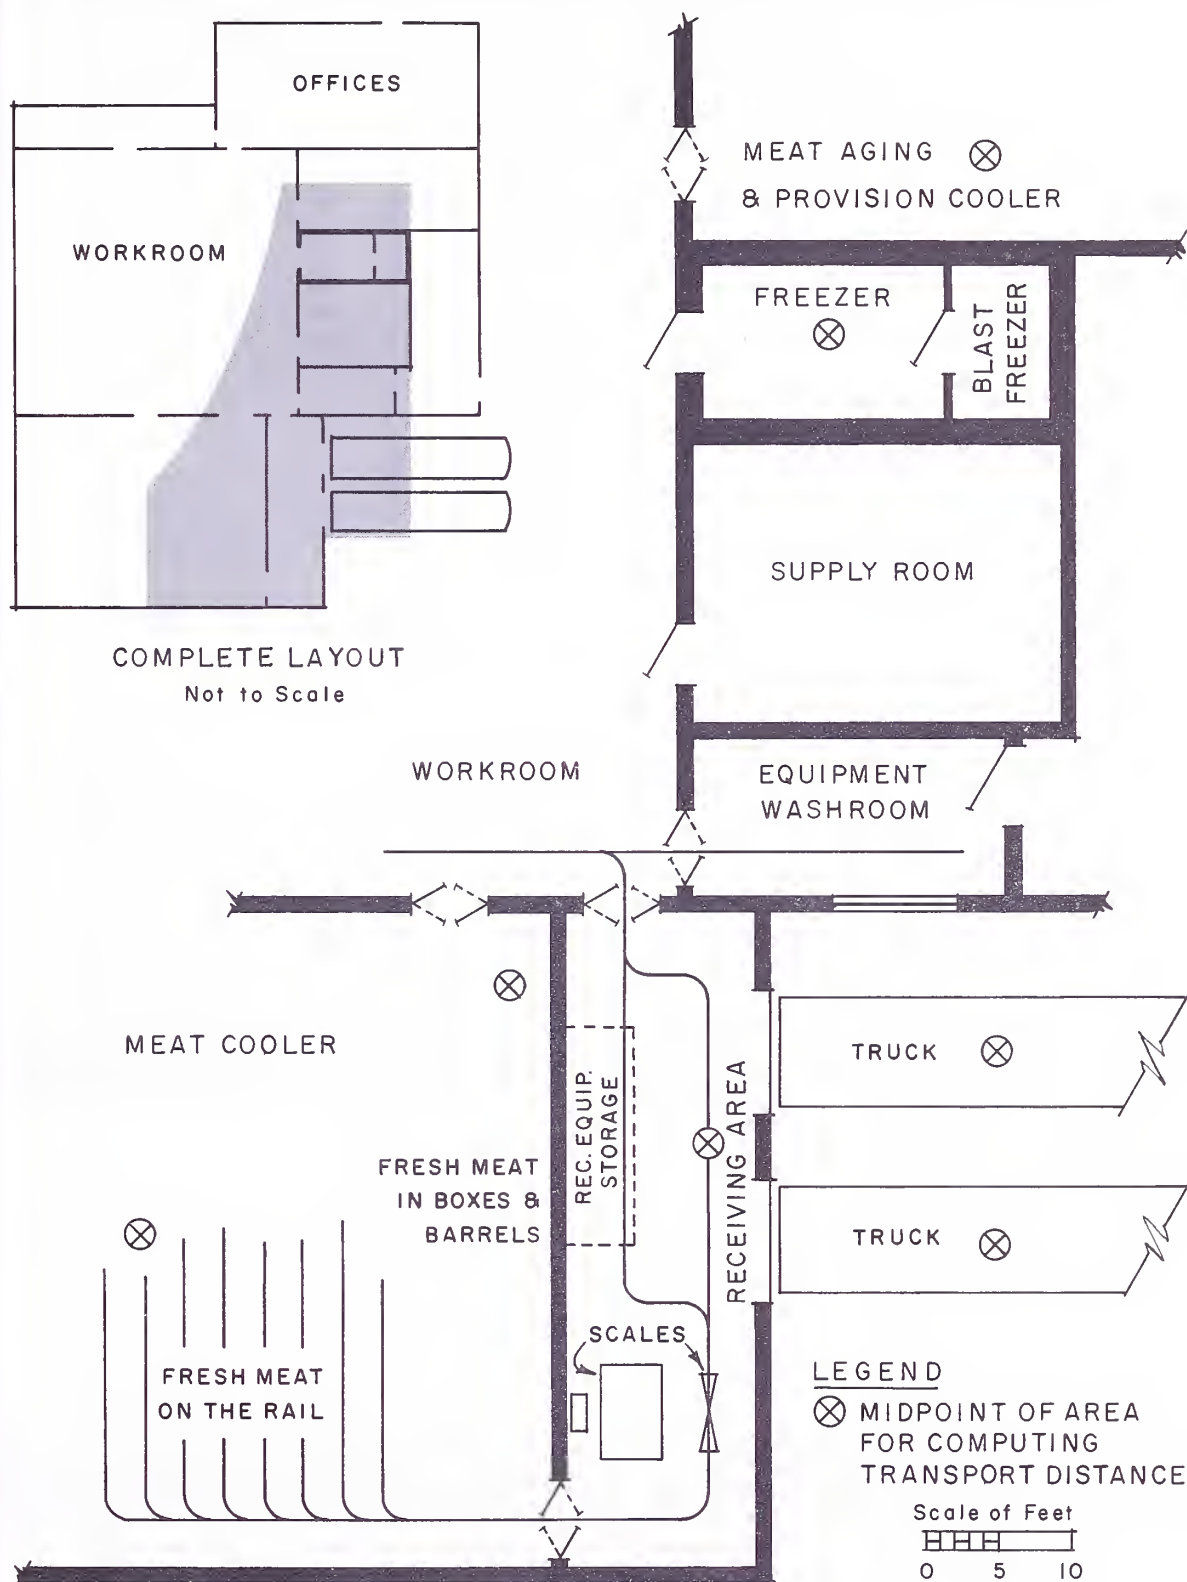 OFFICES
WORKROOM
COMPLETE LAYOUT
Not to Scale
MEAT AGING
& PROVISION COOLER
FREEZER
BLAST
FREEZER
SUPPLY ROOM
WORKROOM
EQUIPMENT
WASHROOM
MEAT COOLER
REC. EQUIP.
STORAGE
RECEIVING AREA
TRUCK
FRESH MEAT
IN BOXES &
BARRELS
TRUCK
SCALES
FRESH MEAT
ON THE RAIL
LEGEND
MIDPOINT OF AREA
FOR COMPUTING
TRANSPORT DISTANCE
Scale of Feet
0 5 10